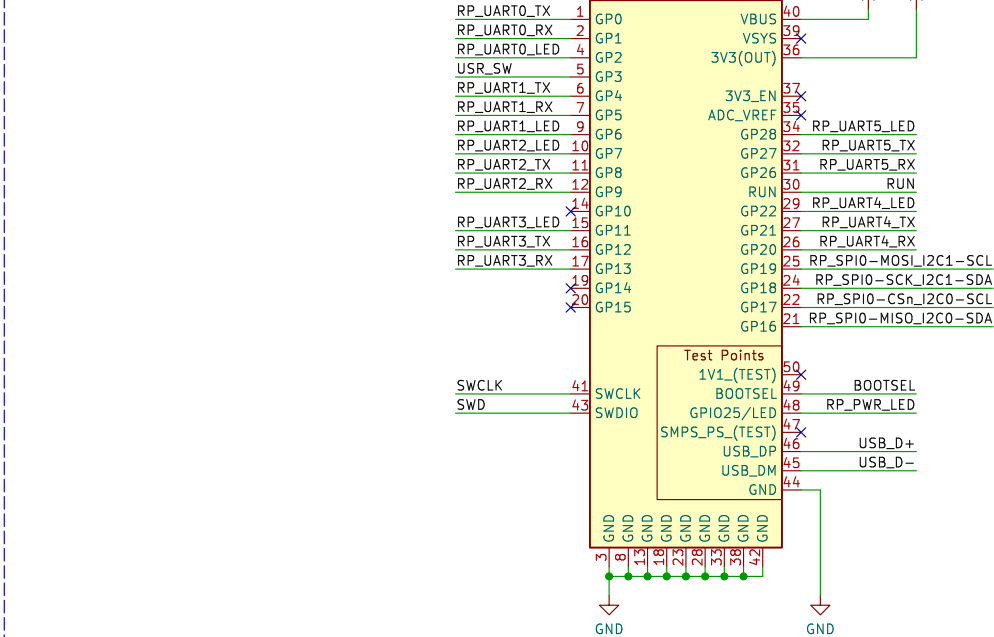 RP_UART0_TX 1 GP0 VBUS 40
RP_UART0_RX 2 GP1 VSYS 39
RP_UART0_LED 4 GP2 3V3(OUT) 36
USR_SW 5 GP3
RP_UART1_TX 6 GP4 3V3_EN 37
RP_UART1_RX 7 GP5 ADC_VREF 35
RP_UART1_LED 9 GP6 GP28 34 RP_UART5_LED
RP_UART2_LED 10 GP7 GP27 32 RP_UART5_TX
RP_UART2_TX 11 GP8 GP26 31 RP_UART5_RX
RP_UART2_RX 12 GP9 RUN 30 RUN
14 GP10 GP22 29 RP_UART4_LED
RP_UART3_LED 15 GP11 GP21 27 RP_UART4_TX
RP_UART3_TX 16 GP12 GP20 26 RP_UART4_RX
RP_UART3_RX 17 GP13 GP19 25 RP_SPI0-MOSI_I2C1-SCL
19 GP14 GP18 24 RP_SPI0-SCK_I2C1-SDA
20 GP15 GP17 22 RP_SPI0-CSn_I2C0-SCL
GP16 21 RP_SPI0-MISO_I2C0-SDA
Test Points
1V1_(TEST) 50
SWCLK 41 SWCLK BOOTSEL 49 BOOTSEL
SWD 43 SWDIO GPIO25/LED 48 RP_PWR_LED
SMPS_PS_(TEST) 47
USB_DP 46 USB_D+
USB_DM 45 USB_D-
GND 44
GND GND GND GND GND GND GND GND GND
3 8 13 18 23 28 33 38 42
GND GND